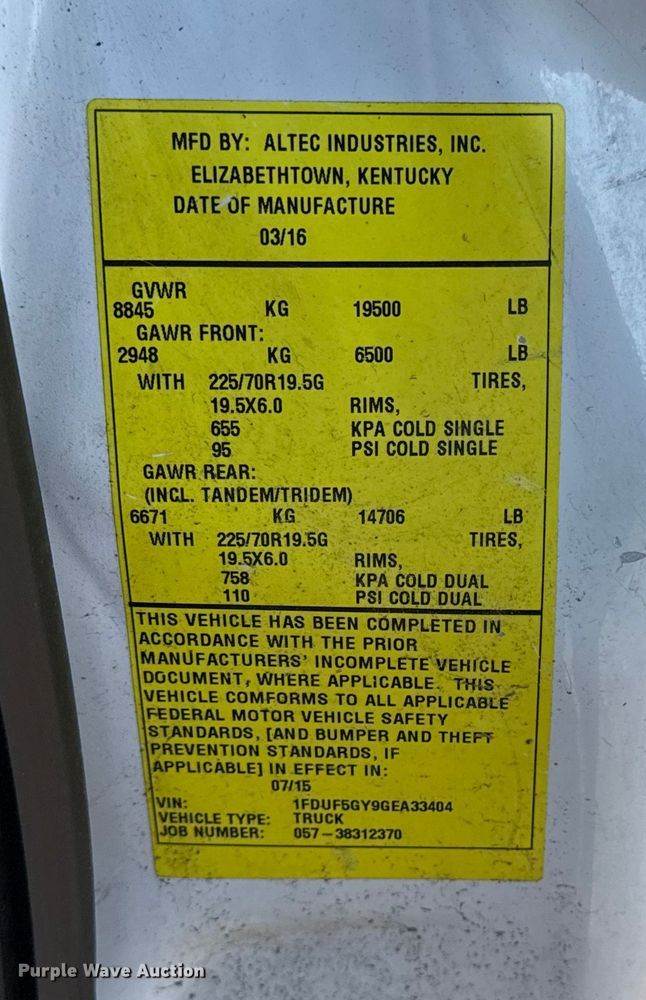 MFD BY: ALTEC INDUSTRIES, INC.
ELIZABETHTOWN, KENTUCKY
DATE OF MANUFACTURE
03/16
GVWR
8845 KG 19500 LB
GAWR FRONT:
2948 KG 6500 LB
WITH 225/70R19.5G TIRES,
19.5X6.0 RIMS,
655 KPA COLD SINGLE
95 PSI COLD SINGLE
GAWR REAR:
(INCL. TANDEM/TRIDEM)
6671 KG 14706 LB
WITH 225/70R19.5G TIRES,
19.5X6.0 RIMS,
758 KPA COLD DUAL
110 PSI COLD DUAL
THIS VEHICLE HAS BEEN COMPLETED IN
ACCORDANCE WITH THE PRIOR
MANUFACTURERS' INCOMPLETE VEHICLE
DOCUMENT, WHERE APPLICABLE. THIS
VEHICLE COMFORMS TO ALL APPLICABLE
FEDERAL MOTOR VEHICLE SAFETY
STANDARDS, [AND BUMPER AND THEFT
PREVENTION STANDARDS, IF
APPLICABLE] IN EFFECT IN:
07/15
VIN: 1FDUF5GY9GEA33404
VEHICLE TYPE: TRUCK
JOB NUMBER: 057-38312370
Purple Wave Auction